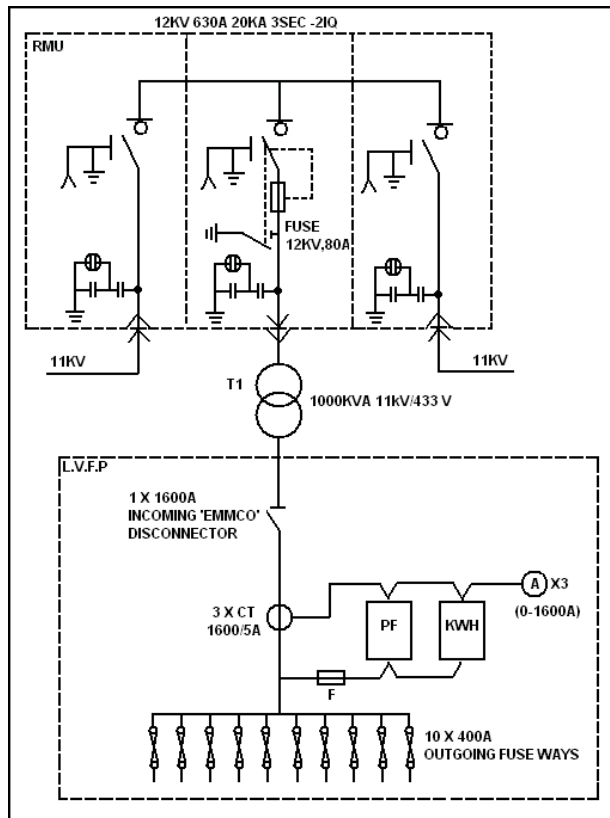 12KV 630A 20KA 3SEC -2IQ
RMU
FUSE
12KV,80A
11KV
11KV
T1
1000KVA 11kV/433 V
L.V.F.P
1 X 1600A
INCOMING 'EMMCO'
DISCONNECTOR
3 X CT
1600/5A
PF
KWH
A
X3
(0-1600A)
F
10 X 400A
OUTGOING FUSE WAYS